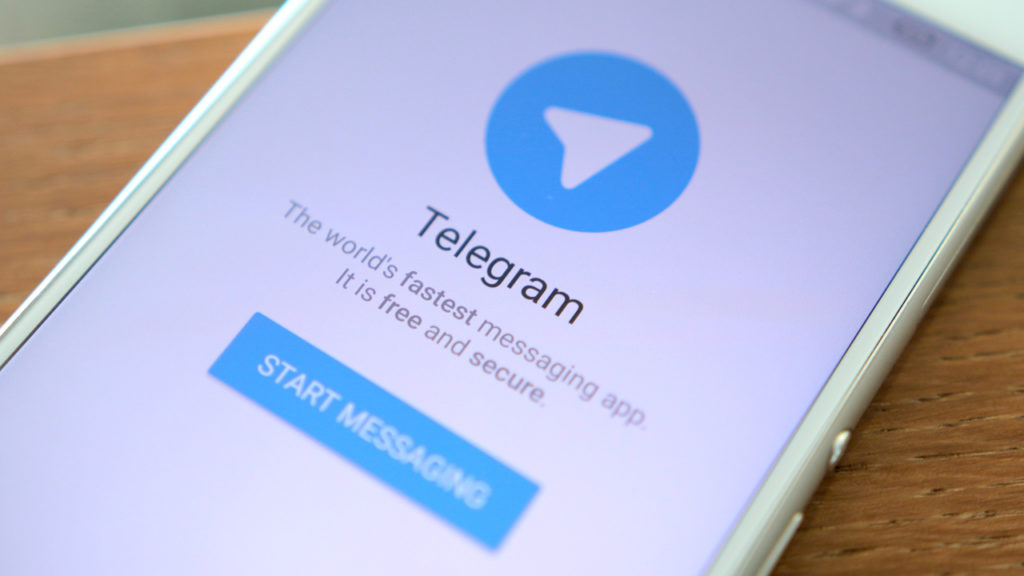 Telegram
The world's fastest messaging app.
It is free and secure.
START MESSAGING